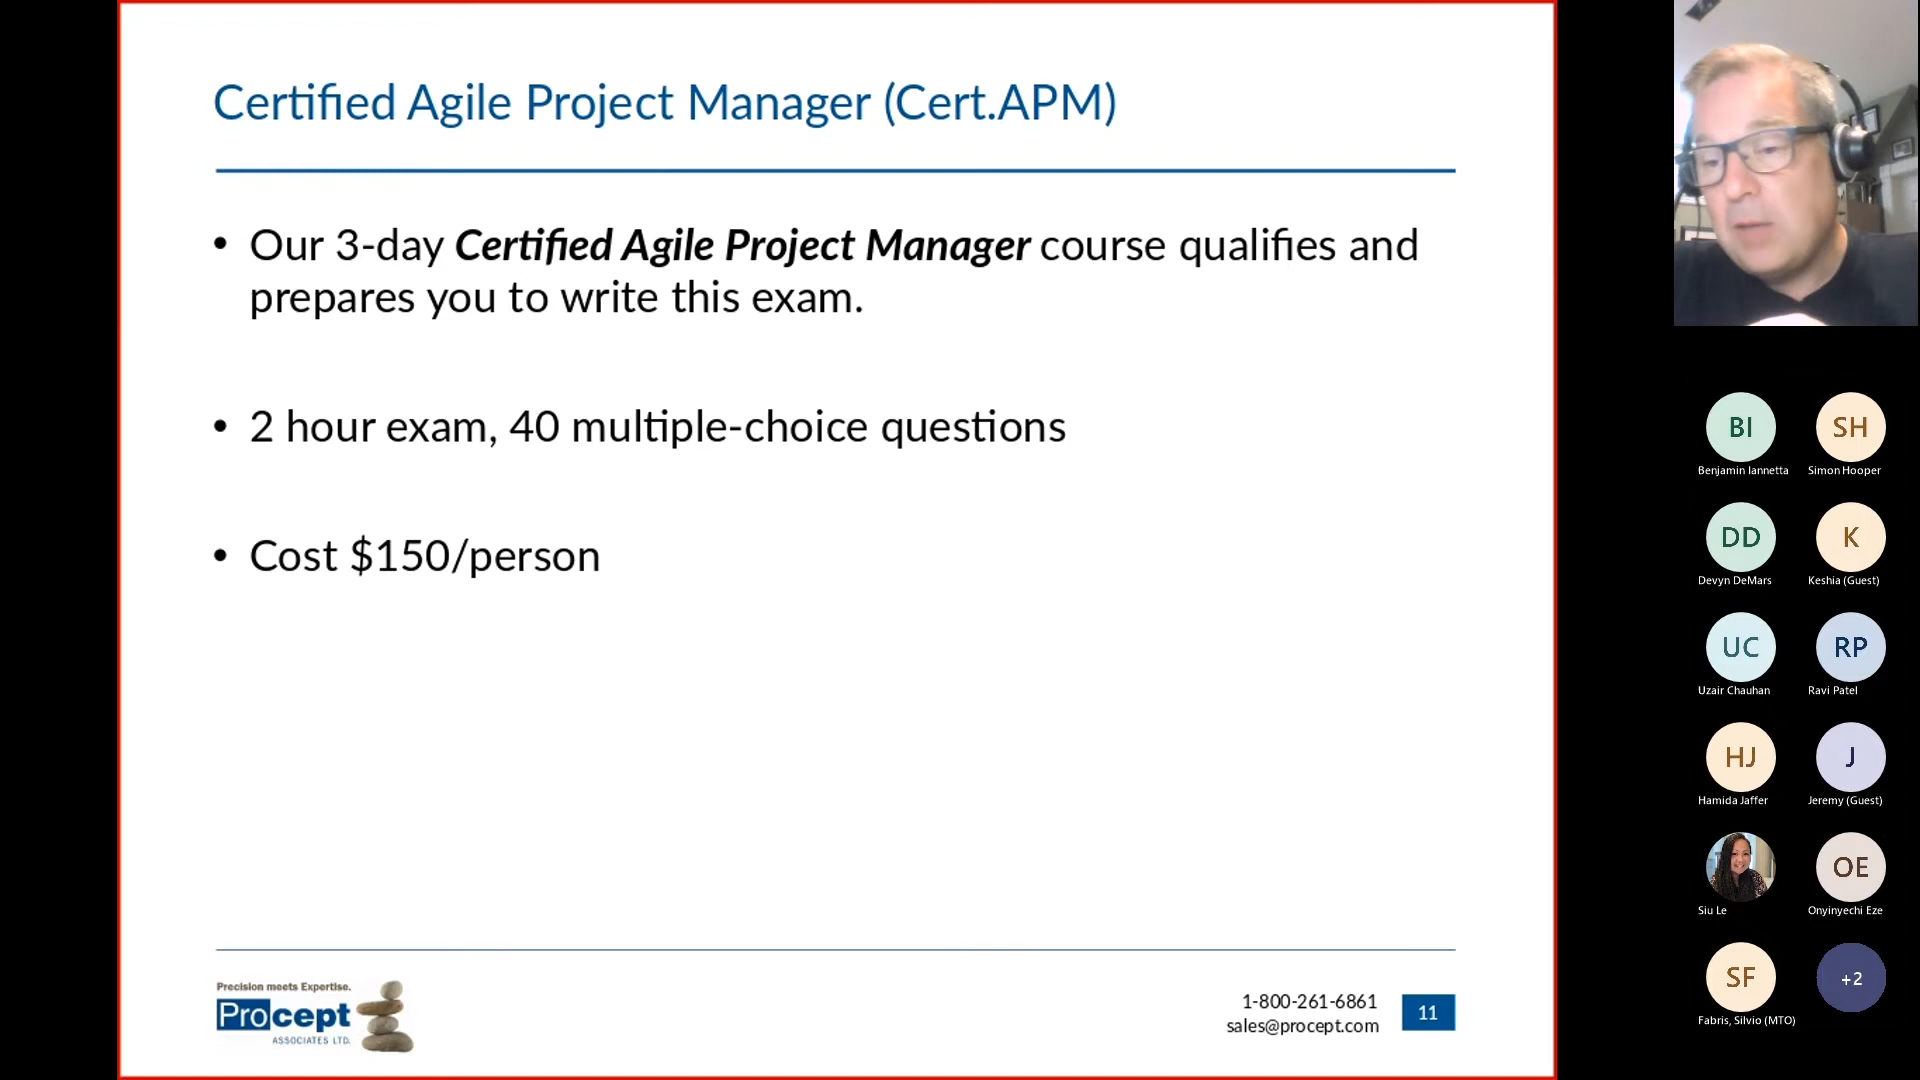 Certified Agile Project Manager (Cert.APM)
• Our 3-day Certified Agile Project Manager course qualifies and
prepares you to write this exam.
• 2 hour exam, 40 multiple-choice questions
• Cost $150/person
Precision meets Expertise.
Procept
ASSOCIATES LTD.
1-800-261-6861
sales@procept.com
11
BI
SH
Benjamin Iannetta
Simon Hooper
DD
K
Devyn DeMars
Keshia (Guest)
UC
RP
Uzair Chauhan
Ravi Patel
HJ
J
Hamida Jaffer
Jeremy (Guest)
OE
Siu Le
Onyinyechi Eze
SF
+2
Fabris, Silvio (MTO)